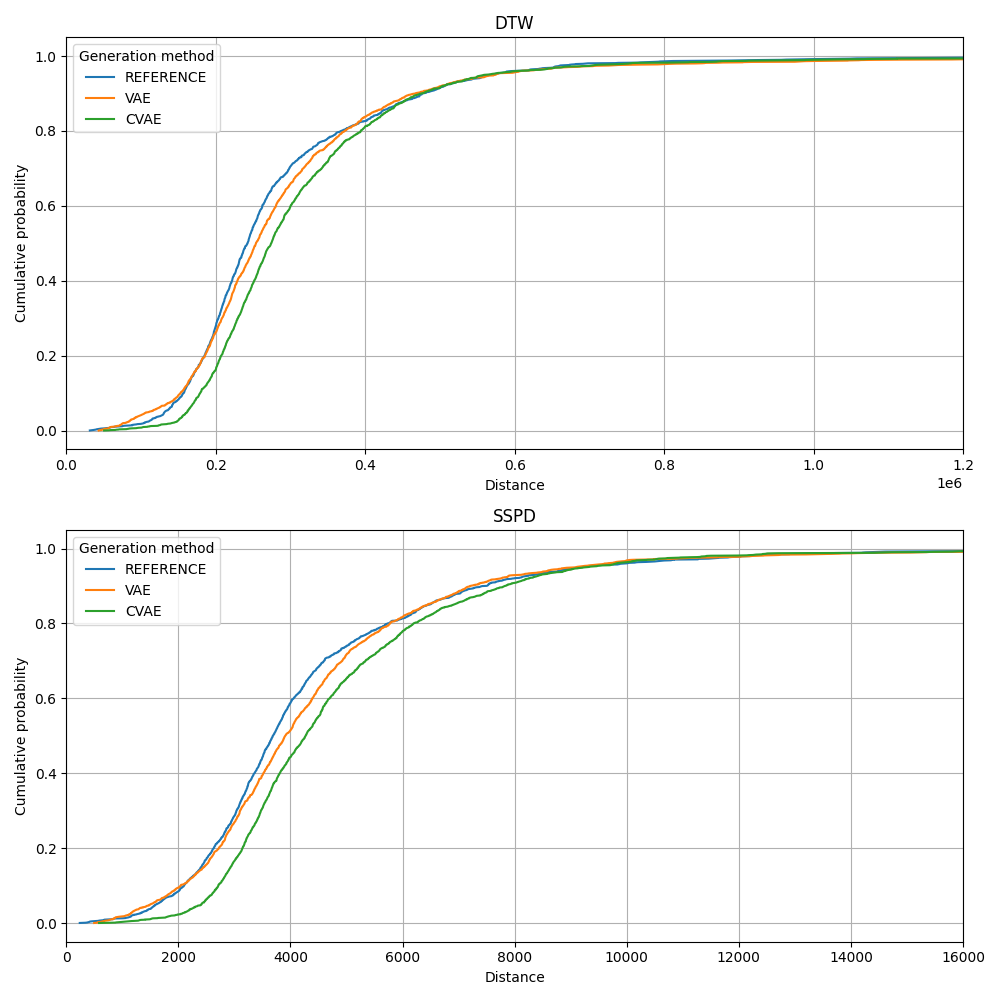 DTW
Generation method
REFERENCE
VAE
CVAE
Cumulative probability
1.0
0.8
0.6
0.4
0.2
0.0
0.0 0.2 0.4 0.6 0.8 1.0 1.2
1e6
Distance
SSPD
Generation method
REFERENCE
VAE
CVAE
Cumulative probability
1.0
0.8
0.6
0.4
0.2
0.0
0 2000 4000 6000 8000 10000 12000 14000 16000
Distance